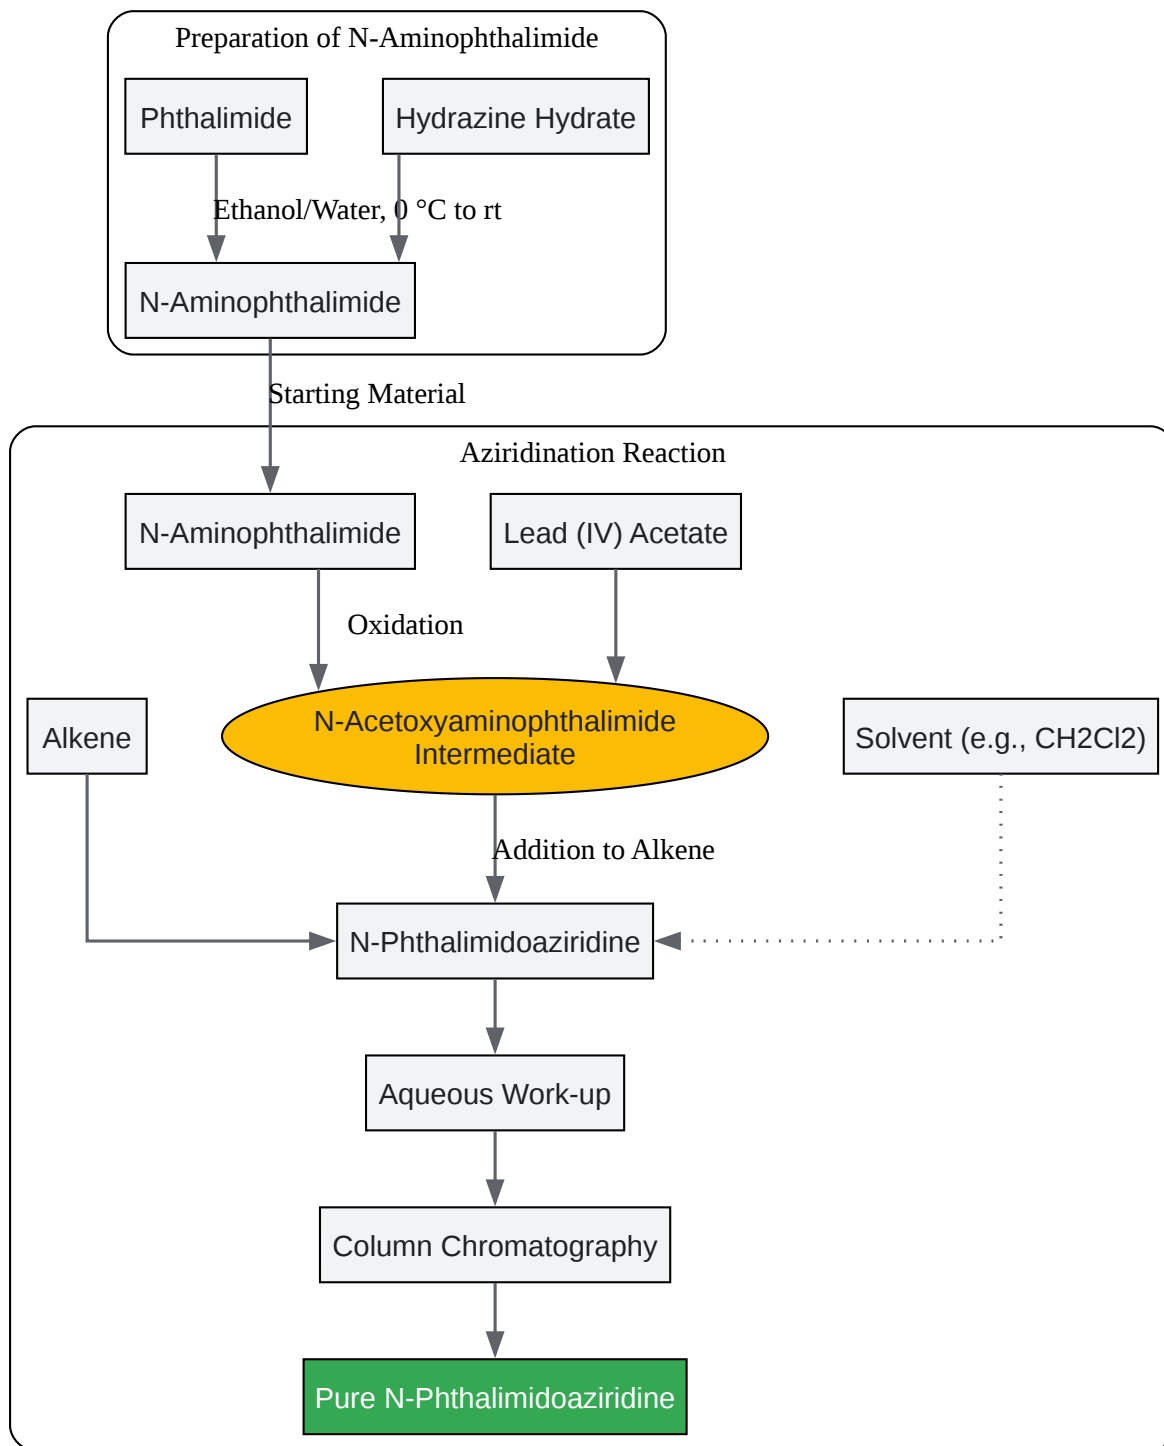 Preparation of N-Aminophthalimide
Phthalimide
Hydrazine Hydrate
Ethanol/Water, 0 °C to rt
N-Aminophthalimide
Starting Material
Aziridination Reaction
N-Aminophthalimide
Lead (IV) Acetate
Oxidation
Alkene
N-Acetoxyaminophthalimide
Intermediate
Solvent (e.g., CH2Cl2)
Addition to Alkene
N-Phthalimidoaziridine
Aqueous Work-up
Column Chromatography
Pure N-Phthalimidoaziridine